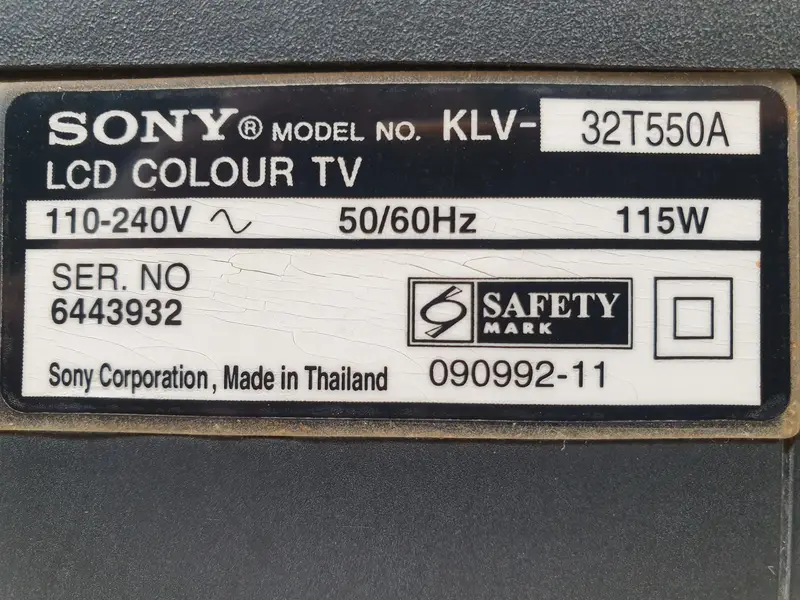 SONY® MODEL NO. KLV-32T550A
LCD COLOUR TV
110-240V ∿ 50/60Hz 115W
SER. NO
6443932
SAFETY
MARK
Sony Corporation, Made in Thailand
090992-11